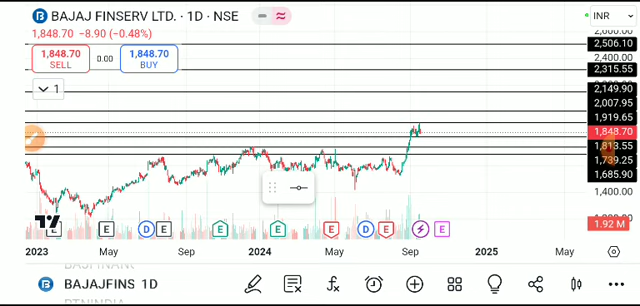 BAJAJ FINSERV LTD. · 1D · NSE
INR
1,848.70 −8.90 (−0.48%)
1,848.70
SELL
0.00
1,848.70
BUY
1
2,506.10
2,400.00
2,315.55
2,149.90
2,007.95
1,919.65
1,848.70
1,813.55
1,739.25
1,685.90
1,400.00
1.92 M
E E D E E E E D E E
2023 May Sep 2024 May Sep 2025 May
BAJAJFINS 1D